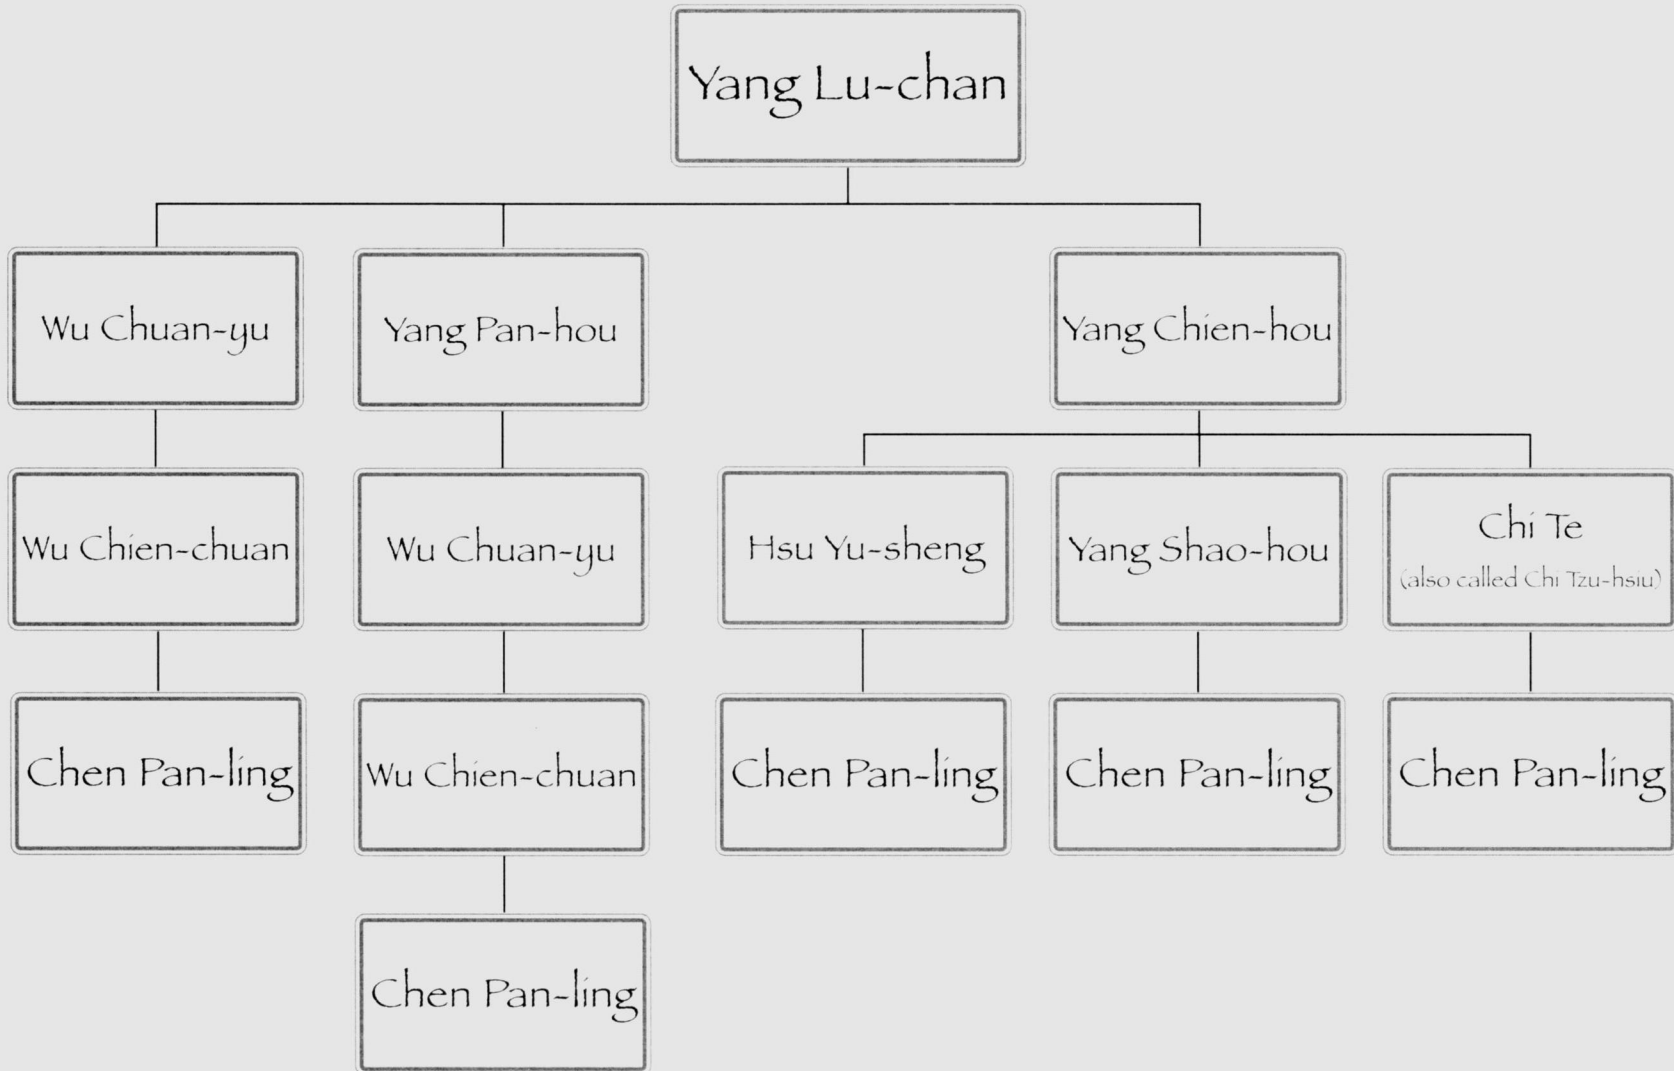 Yang Lu-chan
Wu Chuan-yu
Yang Pan-hou
Yang Chien-hou
Wu Chien-chuan
Wu Chuan-yu
Hsu Yu-sheng
Yang Shao-hou
Chi Te
(also called Chi Tzu-hsiu)
Chen Pan-ling
Wu Chien-chuan
Chen Pan-ling
Chen Pan-ling
Chen Pan-ling
Chen Pan-ling